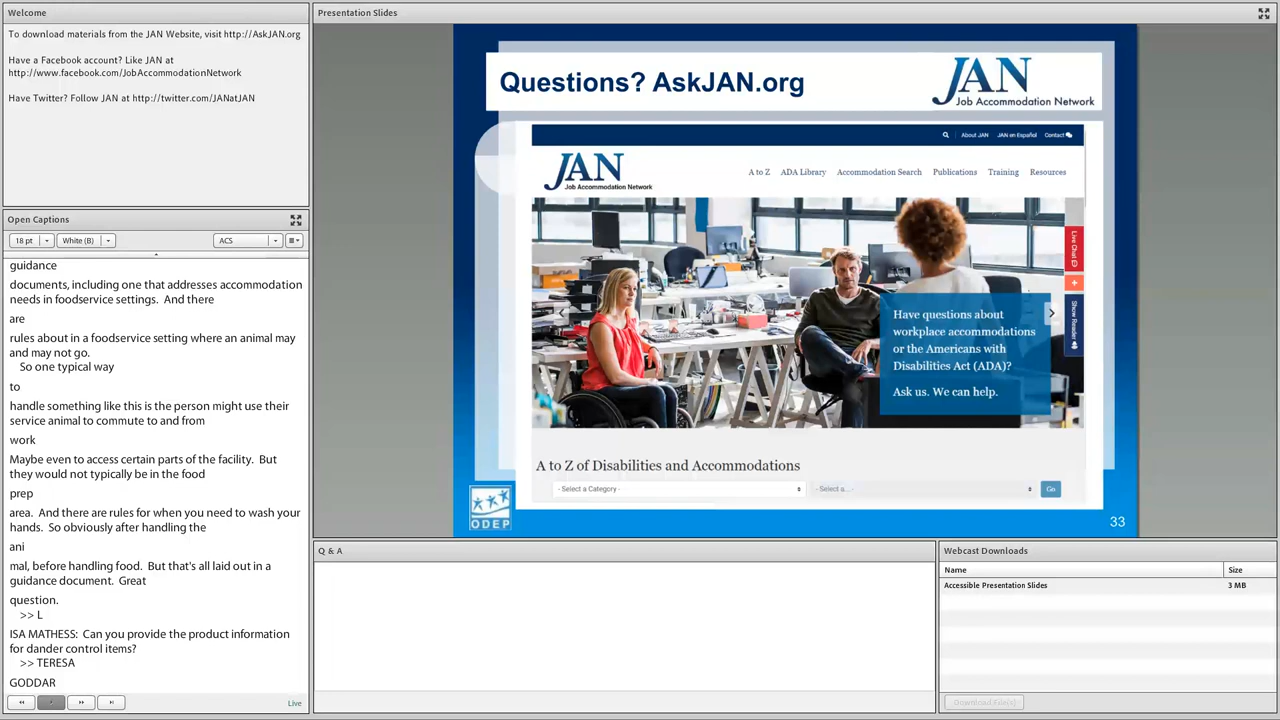 Welcome
To download materials from the JAN Website, visit http://AskJAN.org
Have a Facebook account? Like JAN at
http://www.facebook.com/JobAccommodationNetwork
Have Twitter? Follow JAN at http://twitter.com/JANatJAN
Open Captions
18 pt
White (B)
ACS
guidance
documents, including one that addresses accommodation
needs in foodservice settings. And there
are
rules about in a foodservice setting where an animal may
and may not go.
So one typical way
to
handle something like this is the person might use their
service animal to commute to and from
work
Maybe even to access certain parts of the facility. But
they would not typically be in the food
prep
area. And there are rules for when you need to wash your
hands. So obviously after handling the
ani
mal, before handling food. But that's all laid out in a
guidance document. Great
question.
>> L
ISA MATHESS: Can you provide the product information
for dander control items?
>> TERESA
GODDAR
Live
Presentation Slides
Questions? AskJAN.org
JAN
Job Accommodation Network
About JAN
JAN en Español
Contact
JAN
Job Accommodation Network
A to Z
ADA Library
Accommodation Search
Publications
Training
Resources
Live Chat
Show Reader
Have questions about
workplace accommodations
or the Americans with
Disabilities Act (ADA)?
Ask us. We can help.
A to Z of Disabilities and Accommodations
- Select a Category -
- Select a... -
Go
ODEP
33
Q & A
Webcast Downloads
Name
Size
Accessible Presentation Slides
3 MB
Download File(s)